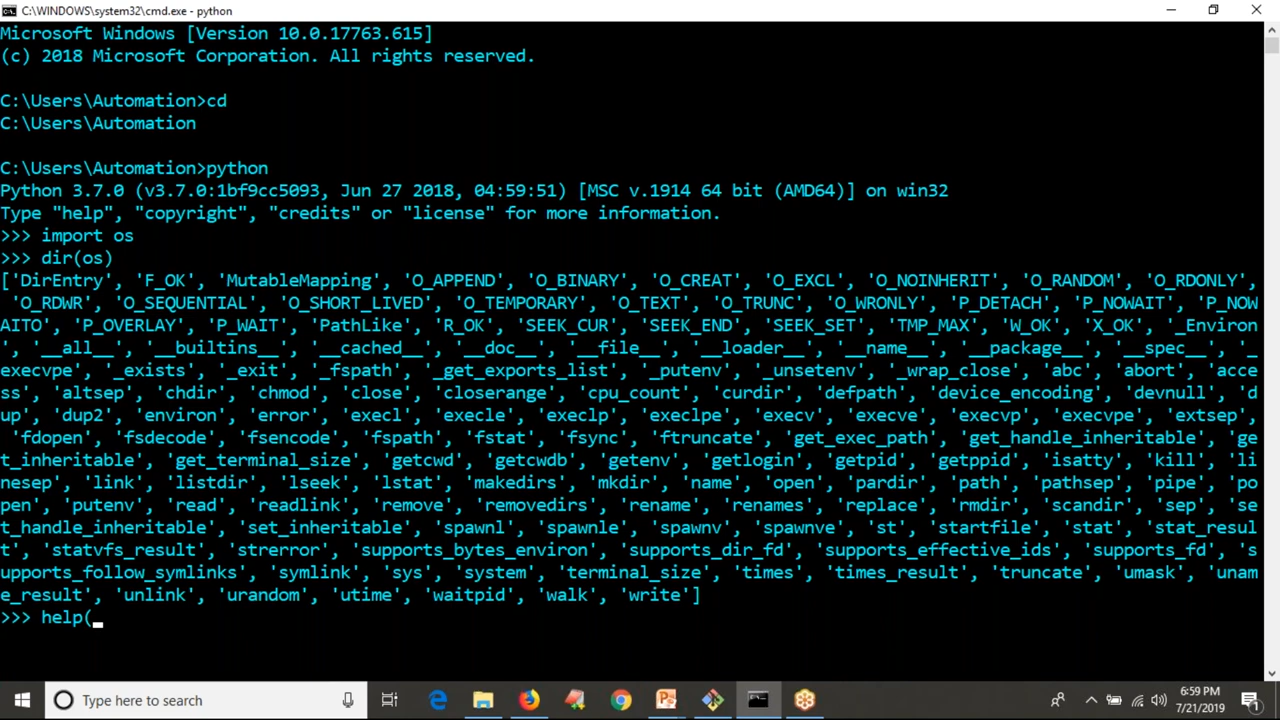 C:\WINDOWS\system32\cmd.exe - python
Microsoft Windows [Version 10.0.17763.615]
(c) 2018 Microsoft Corporation. All rights reserved.
C:\Users\Automation>cd
C:\Users\Automation
C:\Users\Automation>python
Python 3.7.0 (v3.7.0:1bf9cc5093, Jun 27 2018, 04:59:51) [MSC v.1914 64 bit (AMD64)] on win32
Type "help", "copyright", "credits" or "license" for more information.
>>> import os
>>> dir(os)
['DirEntry', 'F_OK', 'MutableMapping', 'O_APPEND', 'O_BINARY', 'O_CREAT', 'O_EXCL', 'O_NOINHERIT', 'O_RANDOM', 'O_RDONLY',
'O_RDWR', 'O_SEQUENTIAL', 'O_SHORT_LIVED', 'O_TEMPORARY', 'O_TEXT', 'O_TRUNC', 'O_WRONLY', 'P_DETACH', 'P_NOWAIT', 'P_NOW
AITO', 'P_OVERLAY', 'P_WAIT', 'PathLike', 'R_OK', 'SEEK_CUR', 'SEEK_END', 'SEEK_SET', 'TMP_MAX', 'W_OK', 'X_OK', '_Environ
', '__all__', '__builtins__', '__cached__', '__doc__', '__file__', '__loader__', '__name__', '__package__', '__spec__', '_
execvpe', '_exists', '_exit', '_fspath', '_get_exports_list', '_putenv', '_unsetenv', '_wrap_close', 'abc', 'abort', 'acce
ss', 'altsep', 'chdir', 'chmod', 'close', 'closerange', 'cpu_count', 'curdir', 'defpath', 'device_encoding', 'devnull', 'd
up', 'dup2', 'environ', 'error', 'execl', 'execle', 'execlp', 'execlpe', 'execv', 'execve', 'execvp', 'execvpe', 'extsep',
'fdopen', 'fsdecode', 'fsencode', 'fspath', 'fstat', 'fsync', 'ftruncate', 'get_exec_path', 'get_handle_inheritable', 'ge
t_inheritable', 'get_terminal_size', 'getcwd', 'getcwdb', 'getenv', 'getlogin', 'getpid', 'getppid', 'isatty', 'kill', 'li
nesep', 'link', 'listdir', 'lseek', 'lstat', 'makedirs', 'mkdir', 'name', 'open', 'pardir', 'path', 'pathsep', 'pipe', 'po
pen', 'putenv', 'read', 'readlink', 'remove', 'removedirs', 'rename', 'renames', 'replace', 'rmdir', 'scandir', 'sep', 'se
t_handle_inheritable', 'set_inheritable', 'spawnl', 'spawnle', 'spawnv', 'spawnve', 'st', 'startfile', 'stat', 'stat_resul
t', 'statvfs_result', 'strerror', 'supports_bytes_environ', 'supports_dir_fd', 'supports_effective_ids', 'supports_fd', 's
upports_follow_symlinks', 'symlink', 'sys', 'system', 'terminal_size', 'times', 'times_result', 'truncate', 'umask', 'unam
e_result', 'unlink', 'urandom', 'utime', 'waitpid', 'walk', 'write']
>>> help(
Type here to search
6:59 PM
7/21/2019